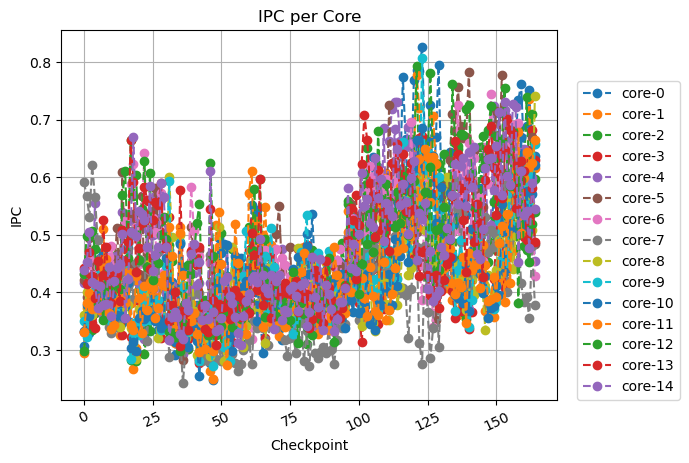 IPC per Core
IPC
0.8
0.7
0.6
0.5
0.4
0.3
0
25
50
75
100
125
150
Checkpoint
core-0
core-1
core-2
core-3
core-4
core-5
core-6
core-7
core-8
core-9
core-10
core-11
core-12
core-13
core-14